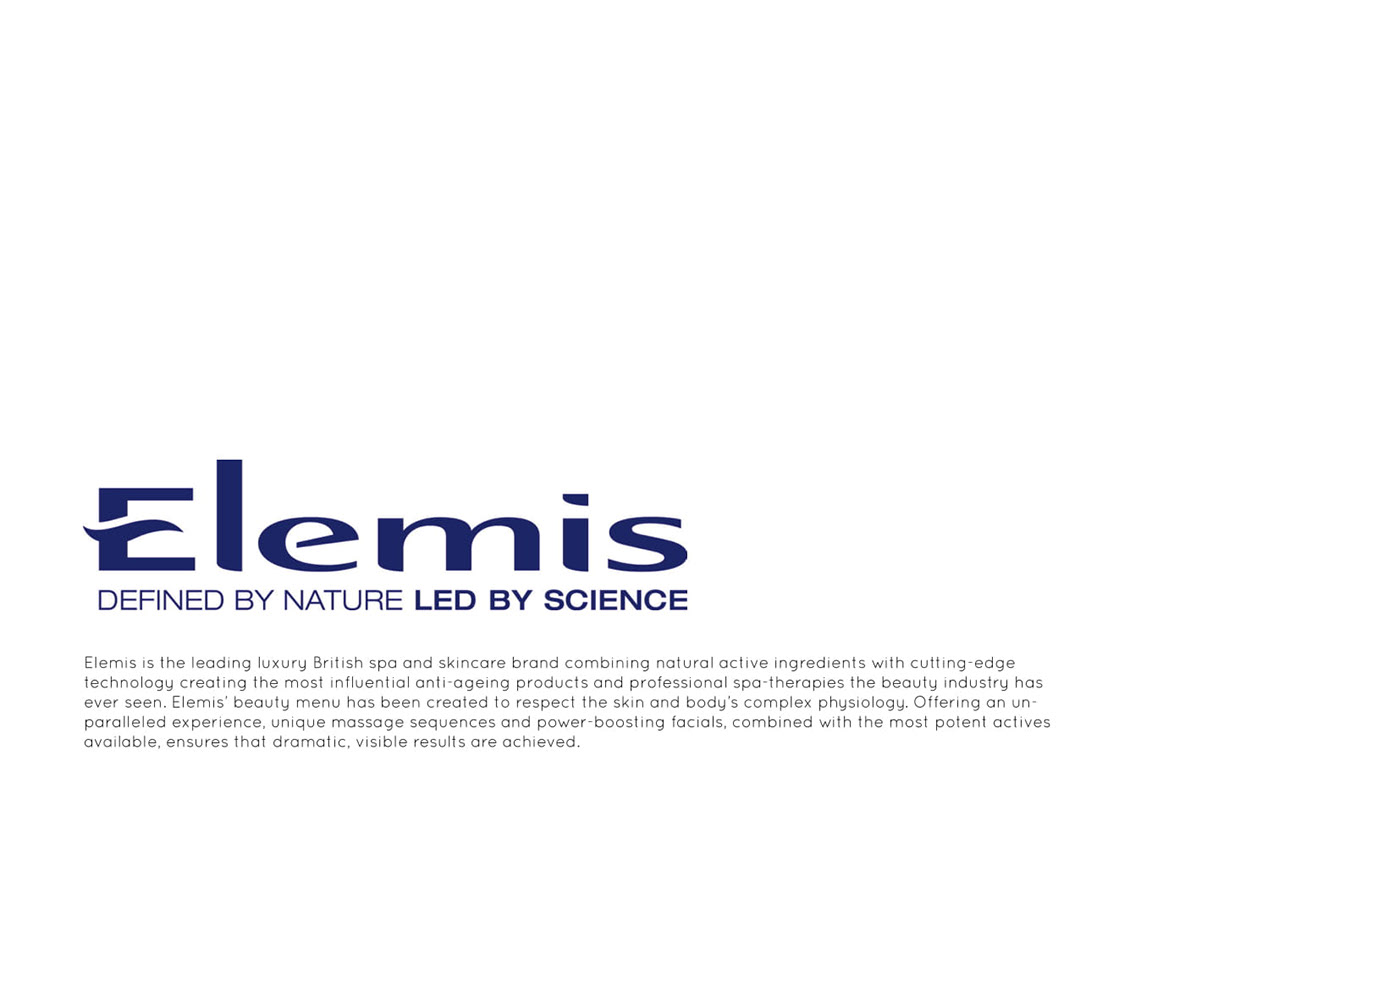 Elemis
DEFINED BY NATURE LED BY SCIENCE
Elemis is the leading luxury British spa and skincare brand combining natural active ingredients with cutting-edge
technology creating the most influential anti-ageing products and professional spa-therapies the beauty industry has
ever seen. Elemis' beauty menu has been created to respect the skin and body's complex physiology. Offering an un-
paralleled experience, unique massage sequences and power-boosting facials, combined with the most potent actives
available, ensures that dramatic, visible results are achieved.